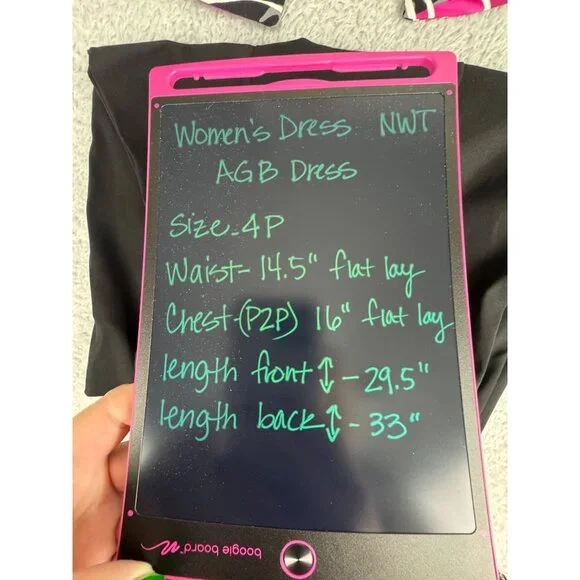 Women's Dress NWT
AGB Dress
Size-4P
Waist- 14.5" flat lay
Chest-(P2P) 16" flat lay
length front ↕ - 29.5"
length back ↕ - 33"
boogie board